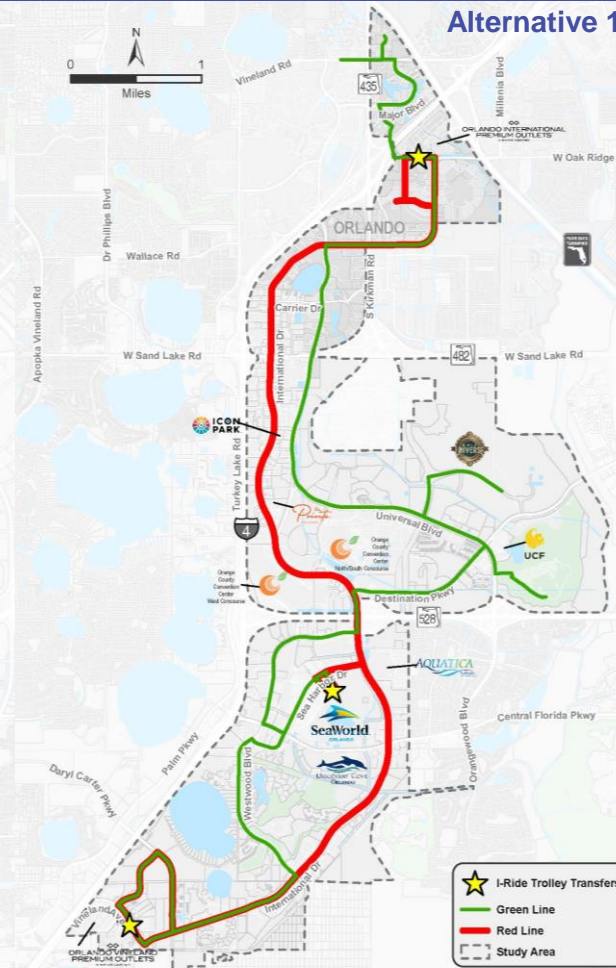 Alternative 1
N
0 1
Miles
Vineland Rd
435
Major Blvd
Millenia Blvd
ORLANDO INTERNATIONAL
PREMIUM OUTLETS
W Oak Ridge
Dr Phillips Blvd
ORLANDO
Wallace Rd
S Kirkman Rd
Apopka Vineland Rd
Carrier Dr
International Dr
W Sand Lake Rd
482
W Sand Lake Rd
ICON
PARK
Turkey Lake Rd
Pointe
4
Universal Blvd
UCF
Orange
County
Convention
Center
North/South Concourse
Orange
County
Convention
Center
West Concourse
Destination Pkwy
528
AQUATICA
Sea Harbor Dr
SeaWorld
ORLANDO
Central Florida Pkwy
Orangewood Blvd
Palm Pkwy
DISCOVERY COVE
ORLANDO
Westwood Blvd
Daryl Carter Pkwy
International Dr
Vineland Ave
ORLANDO VINELAND
PREMIUM OUTLETS
I-Ride Trolley Transfers
Green Line
Red Line
Study Area